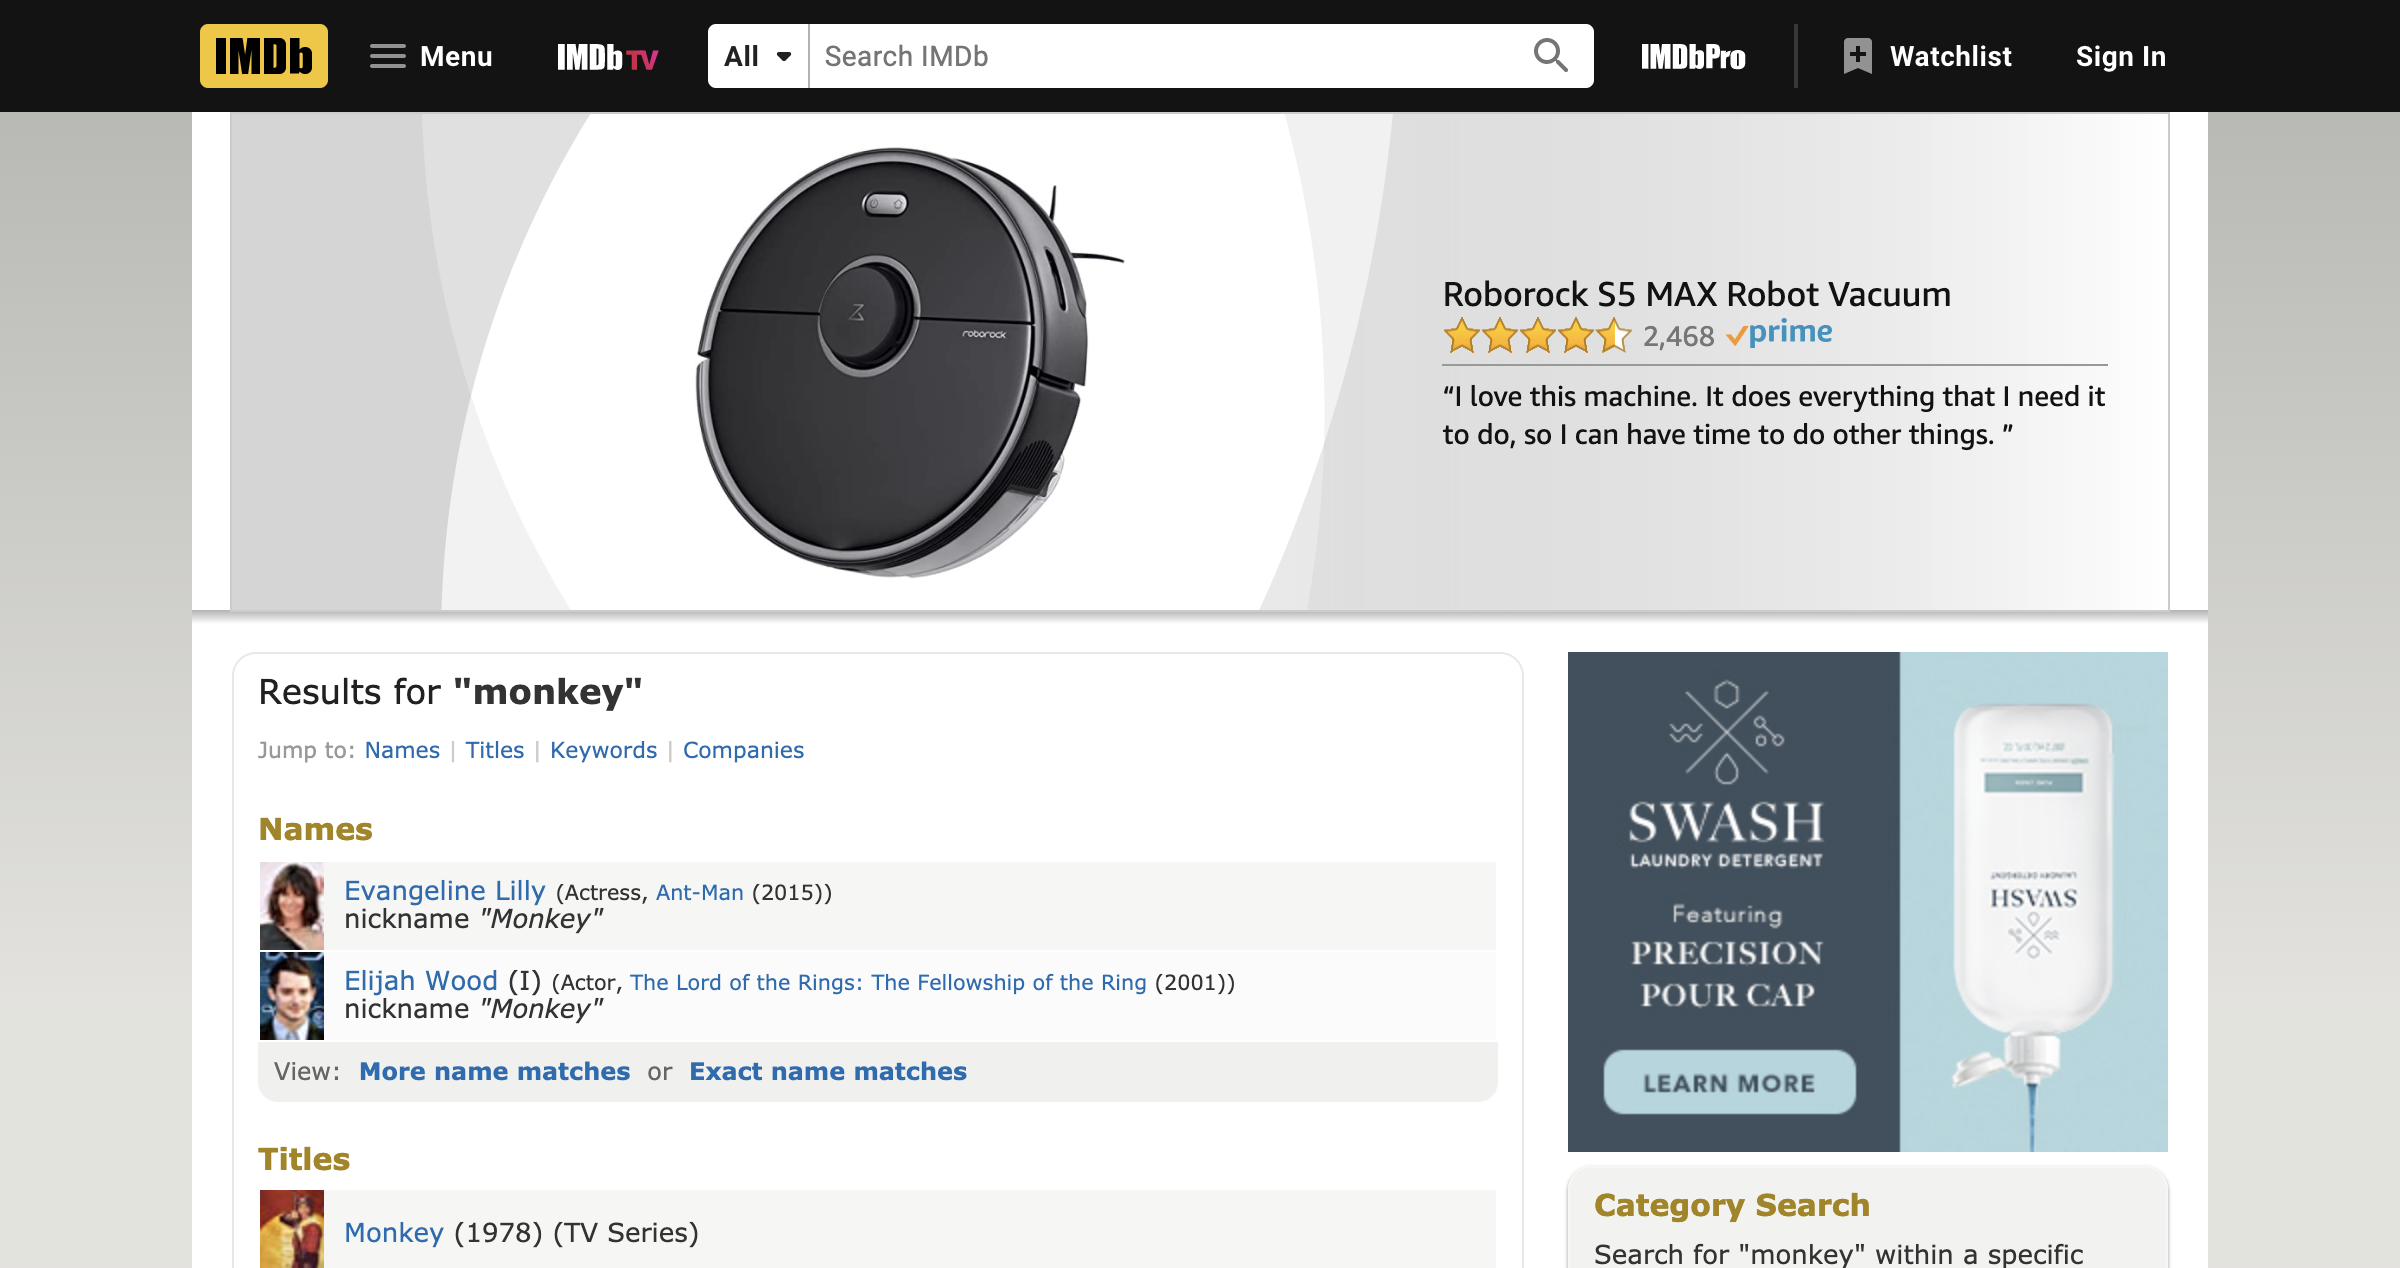 IMDb Menu IMDb TV All Search IMDb IMDbPro Watchlist Sign In
roborock
Roborock S5 MAX Robot Vacuum
2,468 prime
“I love this machine. It does everything that I need it
to do, so I can have time to do other things. ”
Results for "monkey"
Jump to: Names | Titles | Keywords | Companies
Names
Evangeline Lilly (Actress, Ant-Man (2015))
nickname "Monkey"
Elijah Wood (I) (Actor, The Lord of the Rings: The Fellowship of the Ring (2001))
nickname "Monkey"
View: More name matches or Exact name matches
Titles
Monkey (1978) (TV Series)
SWASH
LAUNDRY DETERGENT
Featuring
PRECISION
POUR CAP
LEARN MORE
LAUNDRY DETERGENT
SWASH
Category Search
Search for "monkey" within a specific